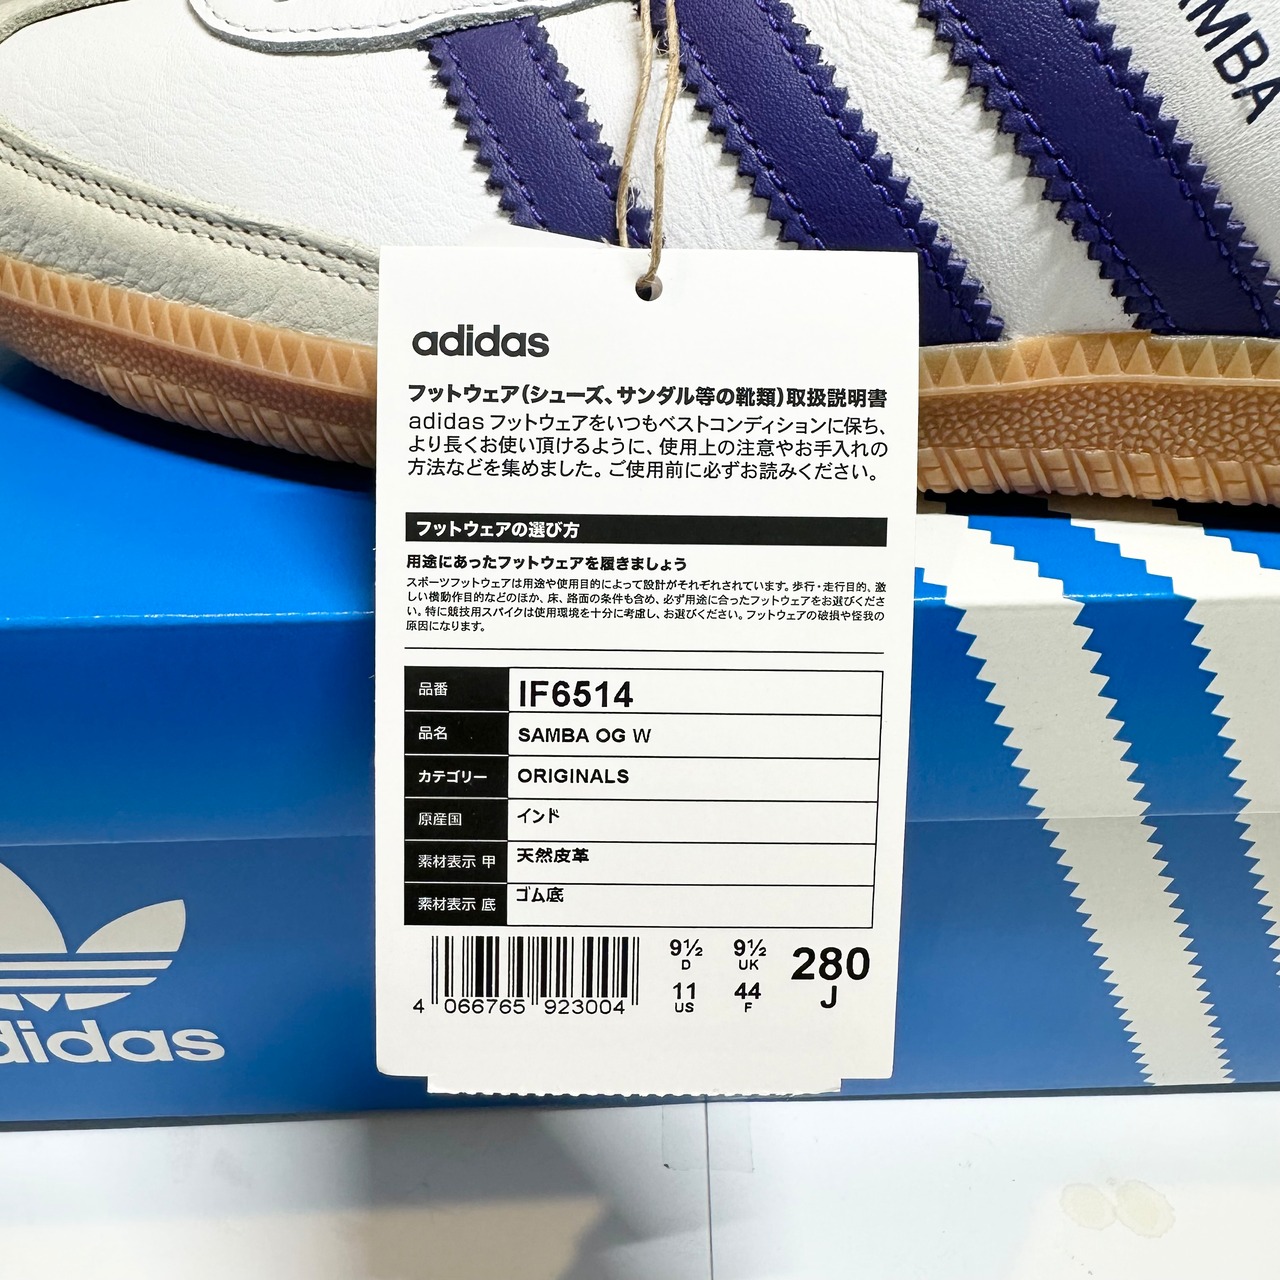 AMBA
adidas
フットウェア(シューズ、サンダル等の靴類)取扱説明書
adidas フットウェアをいつもベストコンディションに保ち、
より長くお使い頂けるように、使用上の注意やお手入れの
方法などを集めました。ご使用前に必ずお読みください。
フットウェアの選び方
用途にあったフットウェアを履きましょう
スポーツフットウェアは用途や使用目的によって設計がそれぞれされています。歩行・走行目的、激
しい横動作目的などのほか、床、路面の条件も含め、必ず用途に合ったフットウェアをお選びくださ
い。特に競技用スパイクは使用環境を十分に考慮し、お選びください。フットウェアの破損や怪我の
原因になります。
品番 IF6514
品名 SAMBA OG W
カテゴリー ORIGINALS
原産国 インド
素材表示 甲 天然皮革
素材表示 底 ゴム底
9½ D 9½ UK 280 J
11 US 44 F
4 066765 923004
adidas